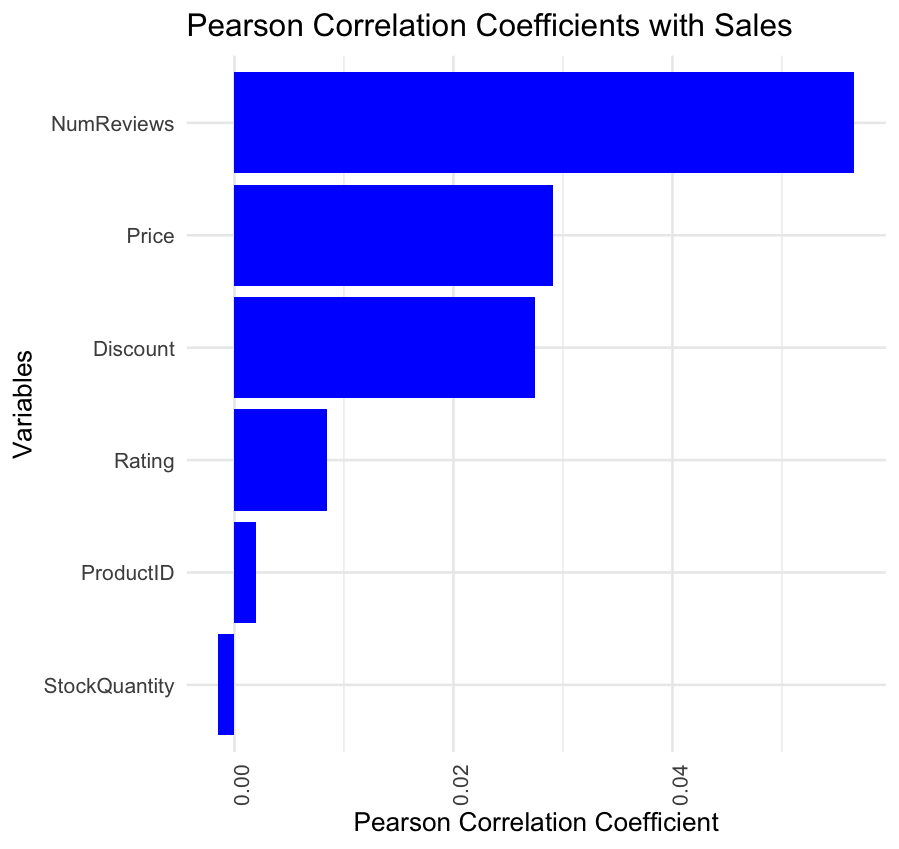 Pearson Correlation Coefficients with Sales
NumReviews
Price
Discount
Rating
ProductID
StockQuantity
Variables
0.00
0.02
0.04
Pearson Correlation Coefficient